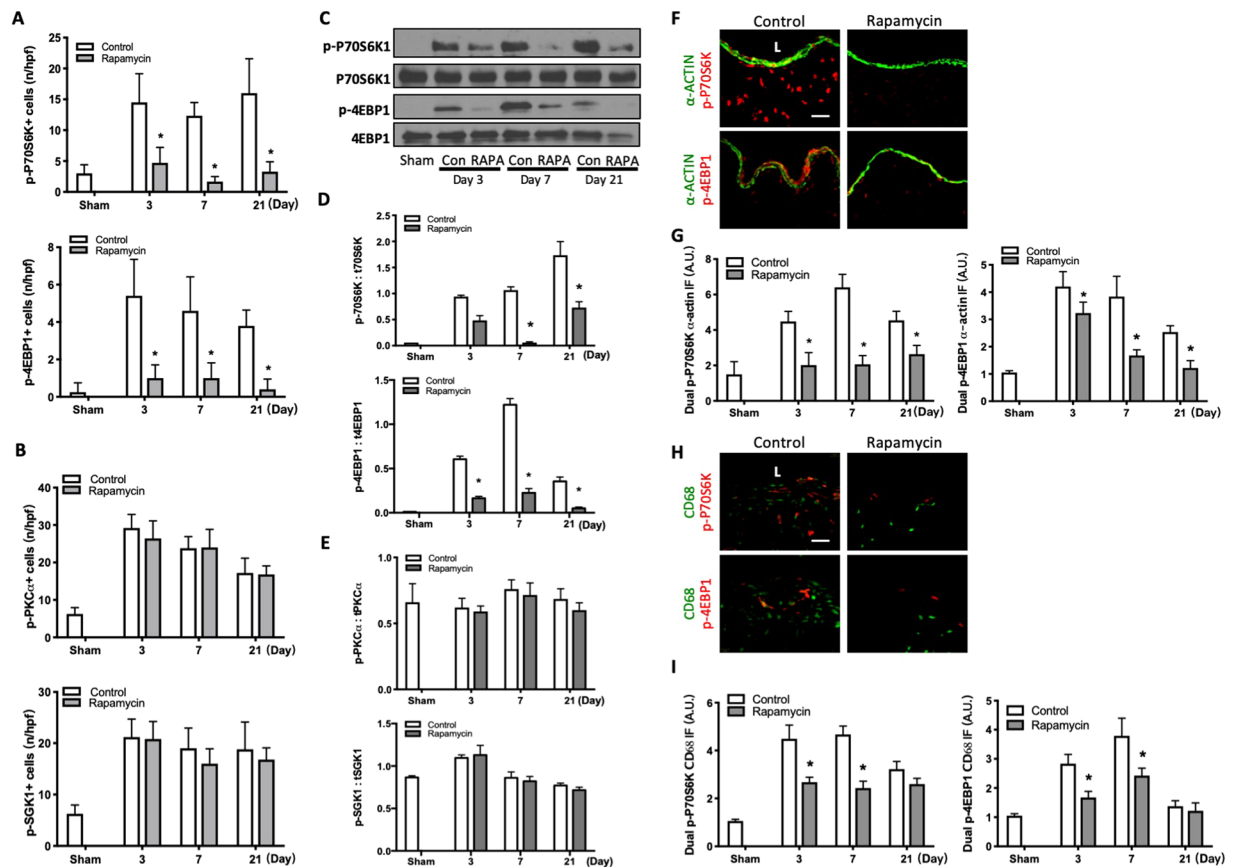 A
Control
Rapamycin
p-P70S6K+ cells (n/hpf)
25
20
15
10
5
0
*
*
*
Sham 3 7 21 (Day)
Control
Rapamycin
p-4EBP1+ cells (n/hpf)
8
6
4
2
0
*
*
*
Sham 3 7 21 (Day)
B
Control
Rapamycin
p-PKCα+ cells (n/hpf)
40
30
20
10
0
Sham 3 7 21 (Day)
Control
Rapamycin
p-SGK1+ cells (n/hpf)
30
20
10
0
Sham 3 7 21 (Day)
C
p-P70S6K1
P70S6K1
p-4EBP1
4EBP1
Sham Con RAPA Con RAPA Con RAPA
Day 3 Day 7 Day 21
D
Control
Rapamycin
p-70S6K : t70S6K
2.5
2.0
1.5
1.0
0.5
0.0
*
*
Sham 3 7 21 (Day)
Control
Rapamycin
p-4EBP1 : t4EBP1
1.5
1.0
0.5
0.0
*
*
*
Sham 3 7 21 (Day)
E
Control
Rapamycin
p-PKCα : tPKCα
1.0
0.5
0.0
Sham 3 7 21 (Day)
Control
Rapamycin
p-SGK1 : tSGK1
1.5
1.0
0.5
0.0
Sham 3 7 21 (Day)
F
Control Rapamycin
α-ACTIN
p-P70S6K
L
α-ACTIN
p-4EBP1
G
Control
Rapamycin
Dual p-P70S6K α-actin IF (A.U.)
8
6
4
2
0
*
*
*
Sham 3 7 21 (Day)
Control
Rapamycin
Dual p-4EBP1 α-actin IF (A.U.)
5
4
3
2
1
0
*
*
*
Sham 3 7 21 (Day)
H
Control Rapamycin
CD68
p-P70S6K
L
CD68
p-4EBP1
I
Control
Rapamycin
Dual p-P70S6K CD68 IF (A.U.)
6
4
2
0
*
*
Sham 3 7 21 (Day)
Control
Rapamycin
Dual p-4EBP1 CD68 IF (A.U.)
5
4
3
2
1
0
*
*
Sham 3 7 21 (Day)